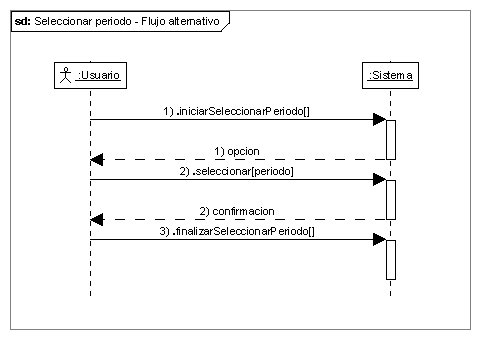 sd: Seleccionar periodo - Flujo alternativo
:Usuario
:Sistema
1) .iniciarSeleccionarPeriodo[]
1) opcion
2) .seleccionar[periodo]
2) confirmacion
3) .finalizarSeleccionarPeriodo[]